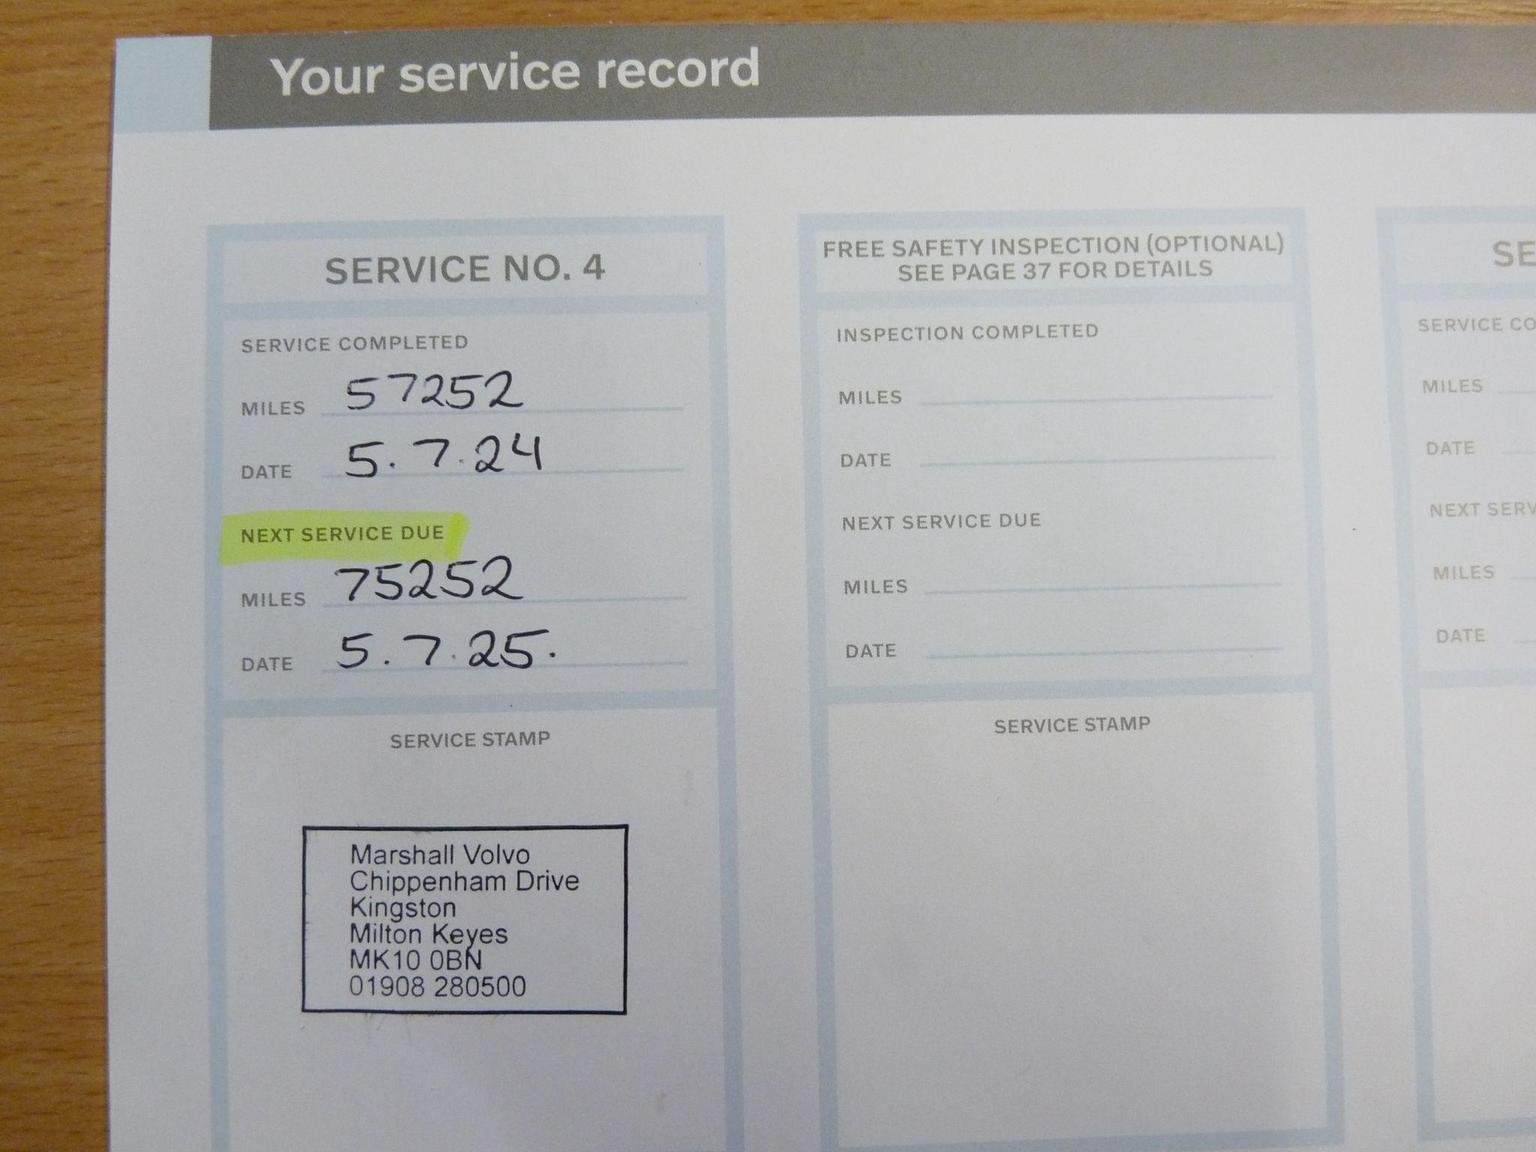 Your service record
SERVICE NO. 4
SERVICE COMPLETED
MILES 57252
DATE 5.7.24
NEXT SERVICE DUE
MILES 75252
DATE 5.7.25.
SERVICE STAMP
Marshall Volvo
Chippenham Drive
Kingston
Milton Keyes
MK10 0BN
01908 280500
FREE SAFETY INSPECTION (OPTIONAL)
SEE PAGE 37 FOR DETAILS
INSPECTION COMPLETED
MILES
DATE
NEXT SERVICE DUE
MILES
DATE
SERVICE STAMP
SE
SERVICE CO
MILES
DATE
NEXT SERV
MILES
DATE